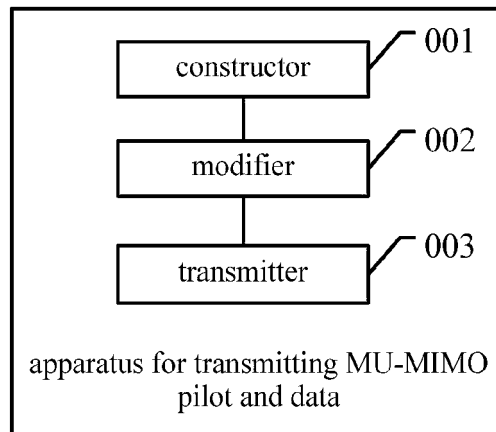 constructor
001
modifier
002
transmitter
003
apparatus for transmitting MU-MIMO
pilot and data